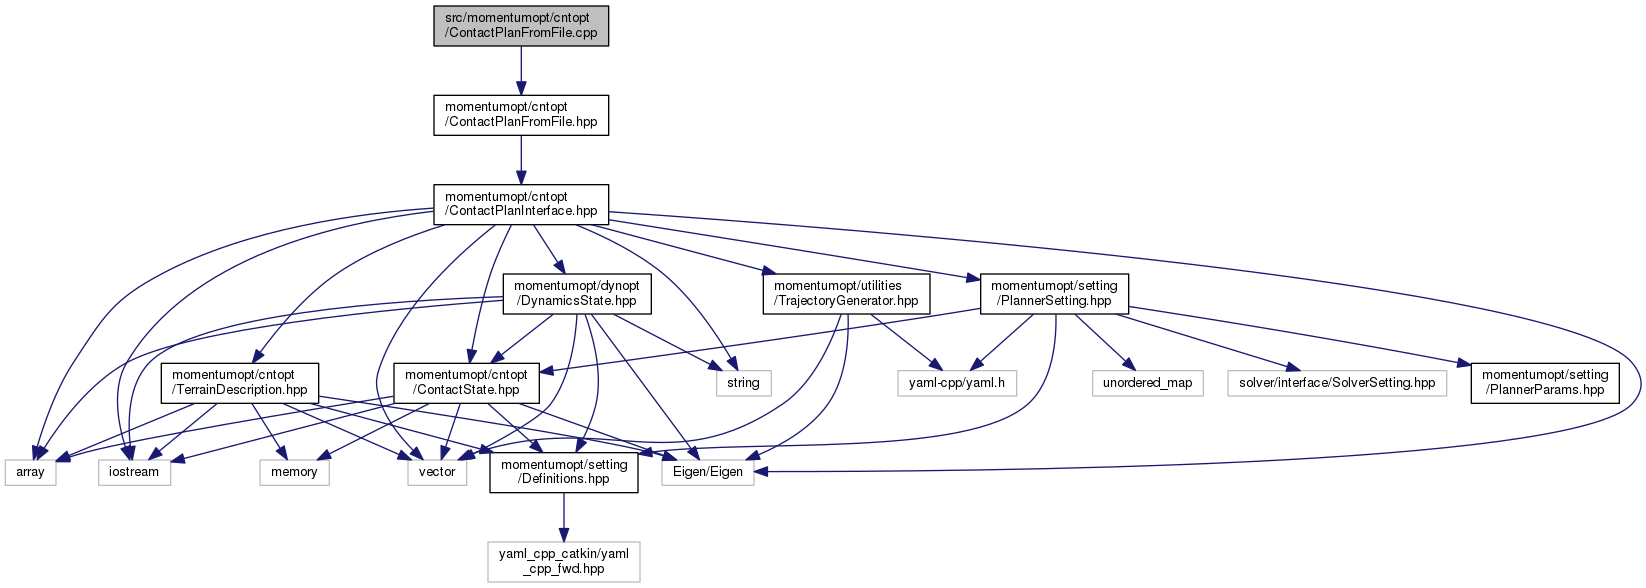 src/momentumopt/cntopt
/ContactPlanFromFile.cpp
momentumopt/cntopt
/ContactPlanFromFile.hpp
momentumopt/cntopt
/ContactPlanInterface.hpp
momentumopt/dynopt
/DynamicsState.hpp
momentumopt/utilities
/TrajectoryGenerator.hpp
momentumopt/setting
/PlannerSetting.hpp
momentumopt/cntopt
/TerrainDescription.hpp
momentumopt/cntopt
/ContactState.hpp
string
yaml-cpp/yaml.h
unordered_map
solver/interface/SolverSetting.hpp
momentumopt/setting
/PlannerParams.hpp
array
iostream
memory
vector
momentumopt/setting
/Definitions.hpp
Eigen/Eigen
yaml_cpp_catkin/yaml
_cpp_fwd.hpp